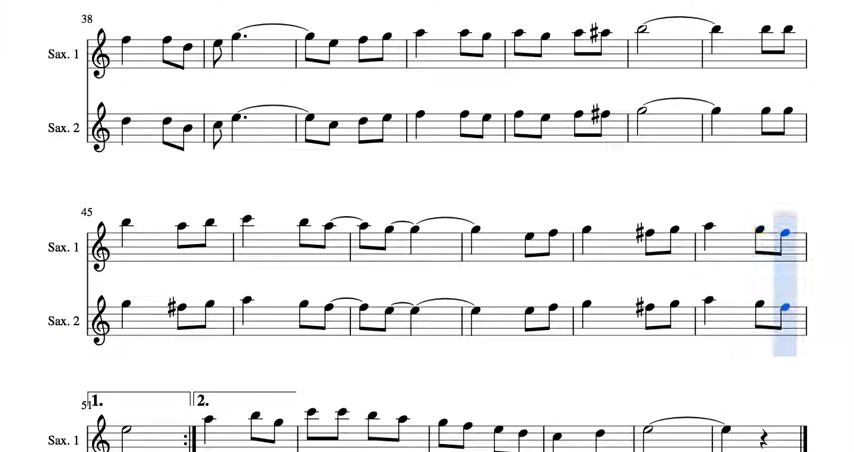 38
Sax. 1
Sax. 2
45
Sax. 1
Sax. 2
51
1.
2.
Sax. 1